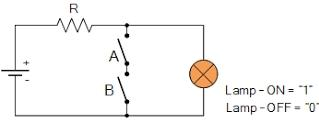 R
+
-
A
B
Lamp - ON = "1"
Lamp - OFF = "0"